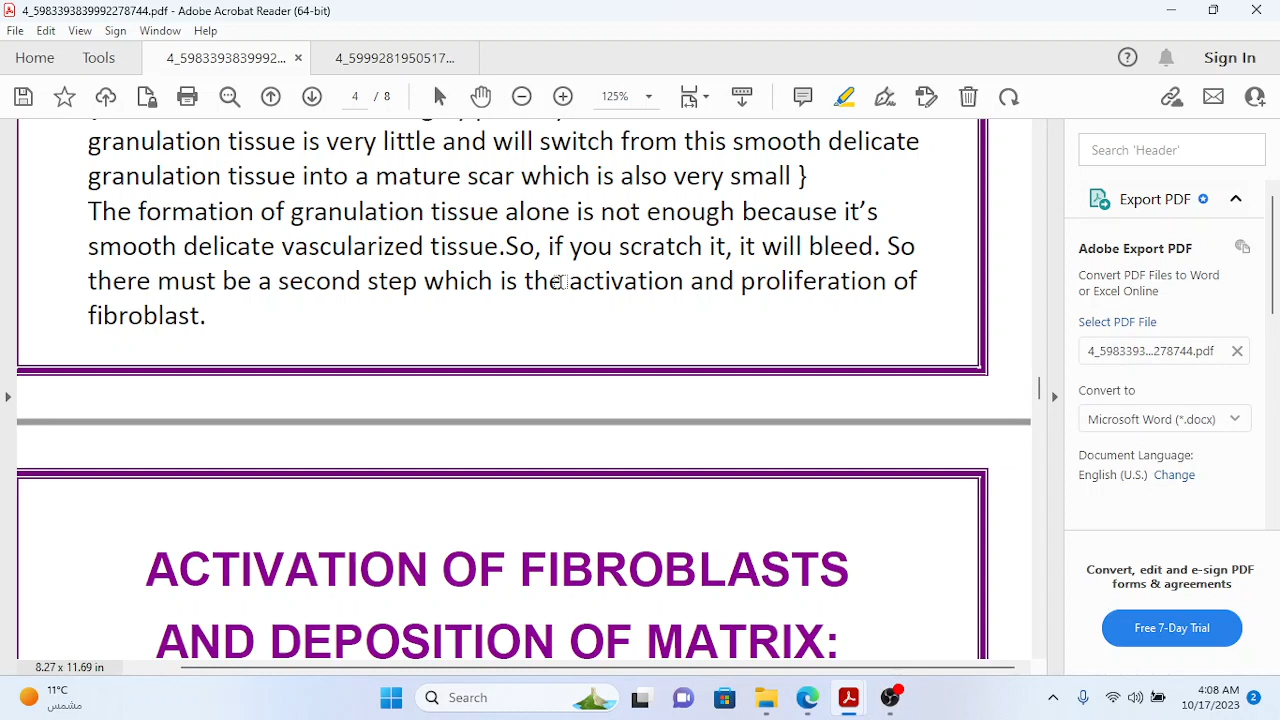 4_5983393839992278744.pdf - Adobe Acrobat Reader (64-bit)
File Edit View Sign Window Help
Home Tools 4_5983393839992... 4_5999281950517... Sign In
4 / 8 125%
granulation tissue is very little and will switch from this smooth delicate
granulation tissue into a mature scar which is also very small }
The formation of granulation tissue alone is not enough because it’s
smooth delicate vascularized tissue.So, if you scratch it, it will bleed. So
there must be a second step which is the activation and proliferation of
fibroblast.
ACTIVATION OF FIBROBLASTS
AND DEPOSITION OF MATRIX:
8.27 x 11.69 in
Search 'Header'
Export PDF
Adobe Export PDF
Convert PDF Files to Word
or Excel Online
Select PDF File
4_5983393...278744.pdf
Convert to
Microsoft Word (*.docx)
Document Language:
English (U.S.) Change
Convert, edit and e-sign PDF
forms & agreements
Free 7-Day Trial
11°C
مشمس
Search
4:08 AM
10/17/2023
2